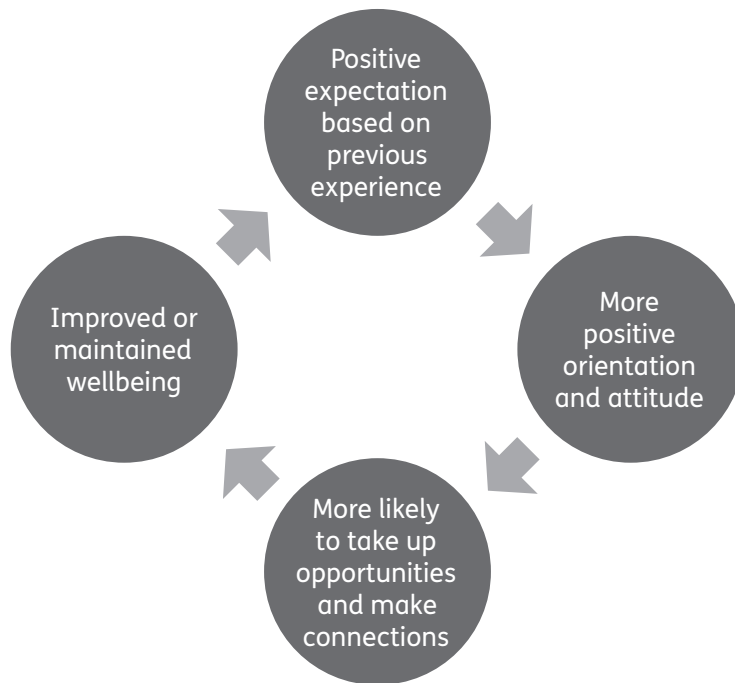 Positive
expectation
based on
previous
experience
More
positive
orientation
and attitude
More likely
to take up
opportunities
and make
connections
Improved or
maintained
wellbeing